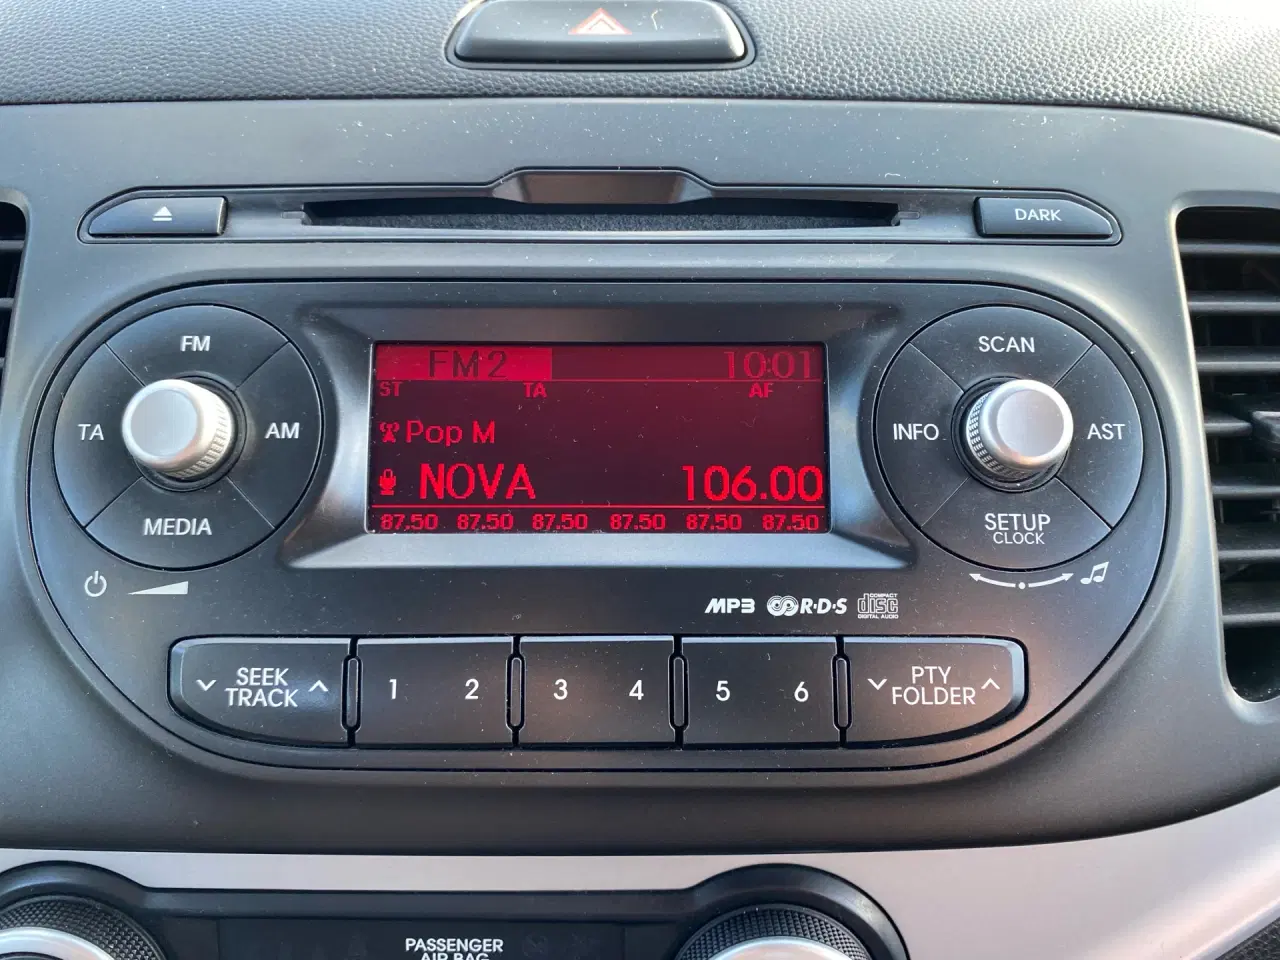 DARK
FM
TA
AM
MEDIA
FM 2 10:01
ST TA AF
Pop M
NOVA 106.00
87.50 87.50 87.50 87.50 87.50 87.50
SCAN
INFO
AST
SETUP
CLOCK
MP3 R·D·S COMPACT
disc
DIGITAL AUDIO
SEEK
TRACK
1 2 3 4 5 6
PTY
FOLDER
PASSENGER
AIR BAG